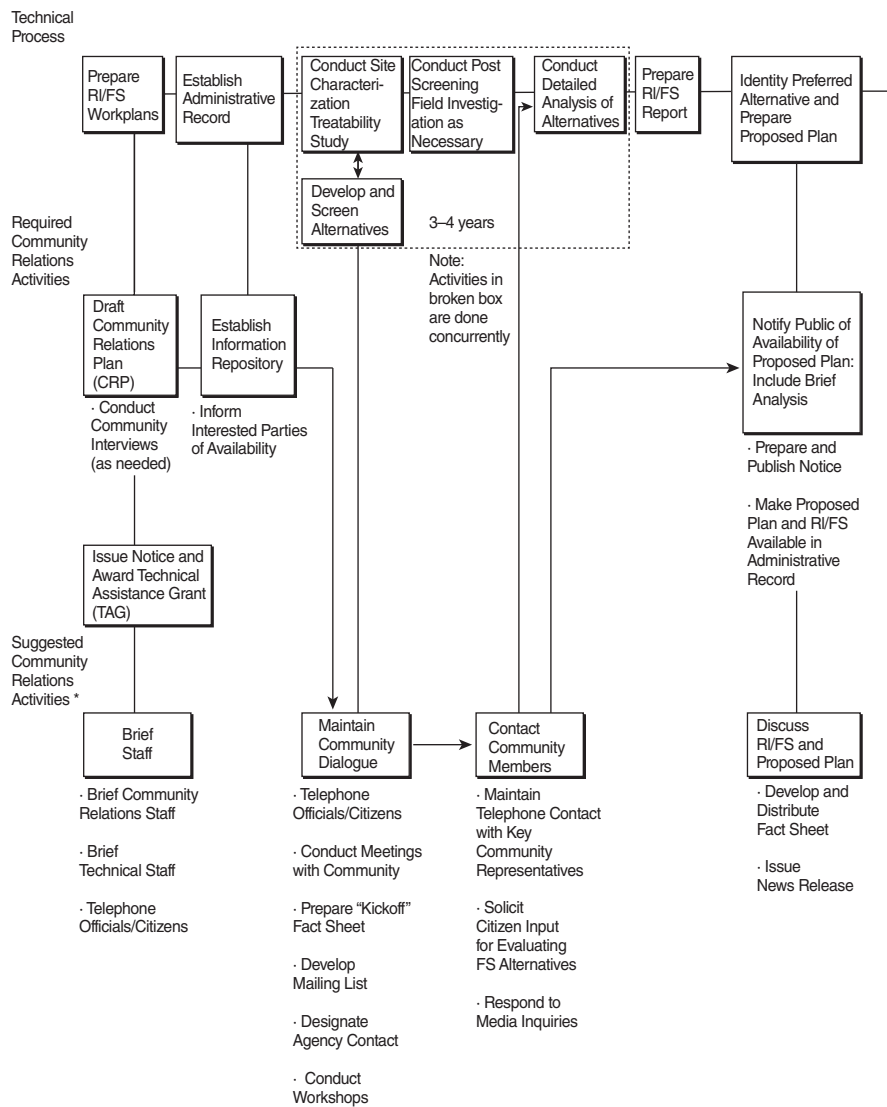 Technical
Process
Prepare
RI/FS
Workplans
Establish
Administrative
Record
Conduct Site
Characteri-
zation
Treatability
Study
Conduct Post
Screening
Field Investig-
ation as
Necessary
Conduct
Detailed
Analysis of
Alternatives
Prepare
RI/FS
Report
Identity Preferred
Alternative and
Prepare
Proposed Plan
Develop and
Screen
Alternatives
3–4 years
Note:
Activities in
broken box
are done
concurrently
Required
Community
Relations
Activities
Draft
Community
Relations
Plan
(CRP)
· Conduct
Community
Interviews
(as needed)
Establish
Information
Repository
· Inform
Interested Parties
of Availability
Notify Public of
Availability of
Proposed Plan:
Include Brief
Analysis
· Prepare and
Publish Notice
· Make Proposed
Plan and RI/FS
Available in
Administrative
Record
Issue Notice and
Award Technical
Assistance Grant
(TAG)
Suggested
Community
Relations
Activities *
Brief
Staff
· Brief Community
Relations Staff
· Brief
Technical Staff
· Telephone
Officials/Citizens
Maintain
Community
Dialogue
· Telephone
Officials/Citizens
· Conduct Meetings
with Community
· Prepare “Kickoff”
Fact Sheet
· Develop
Mailing List
· Designate
Agency Contact
· Conduct
Workshops
Contact
Community
Members
· Maintain
Telephone Contact
with Key
Community
Representatives
· Solicit
Citizen Input
for Evaluating
FS Alternatives
· Respond to
Media Inquiries
Discuss
RI/FS and
Proposed Plan
· Develop and
Distribute
Fact Sheet
· Issue
News Release